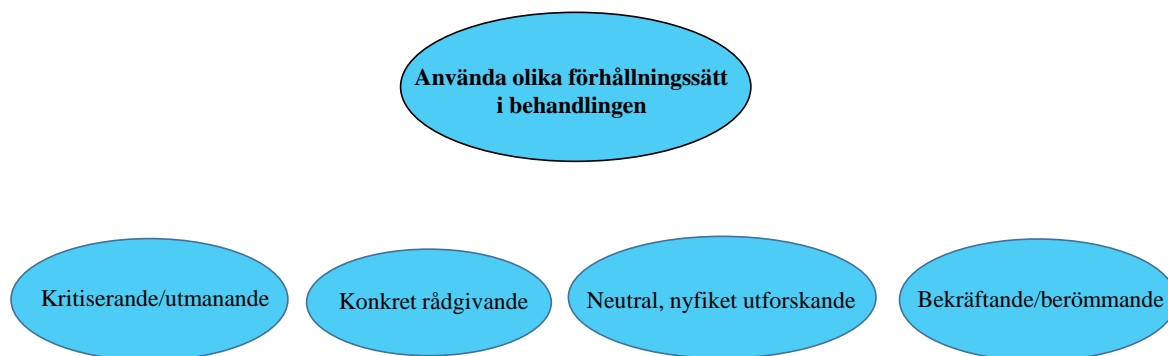 Använda olika förhållningssätt
i behandlingen
Kritiserande/utmanande
Konkret rådgivande
Neutral, nyfiket utforskande
Bekräftande/berömmande